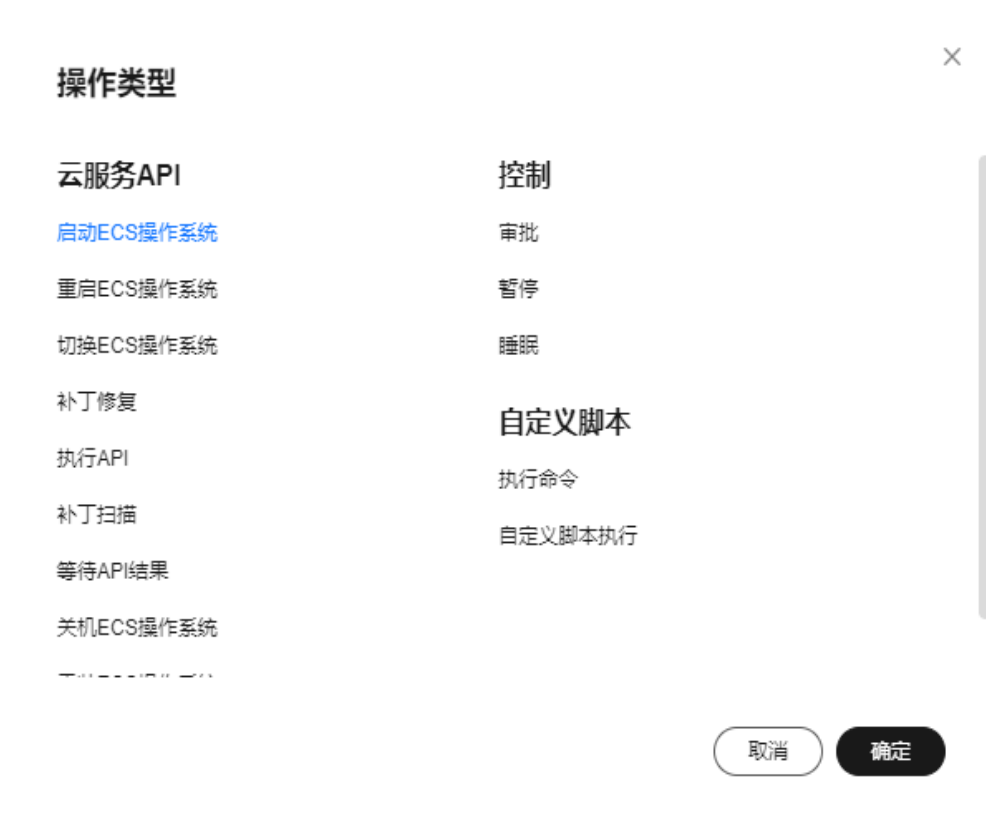 操作类型
云服务API
启动ECS操作系统
重启ECS操作系统
切换ECS操作系统
补丁修复
执行API
补丁扫描
等待API结果
关机ECS操作系统
控制
审批
暂停
睡眠
自定义脚本
执行命令
自定义脚本执行
取消
确定